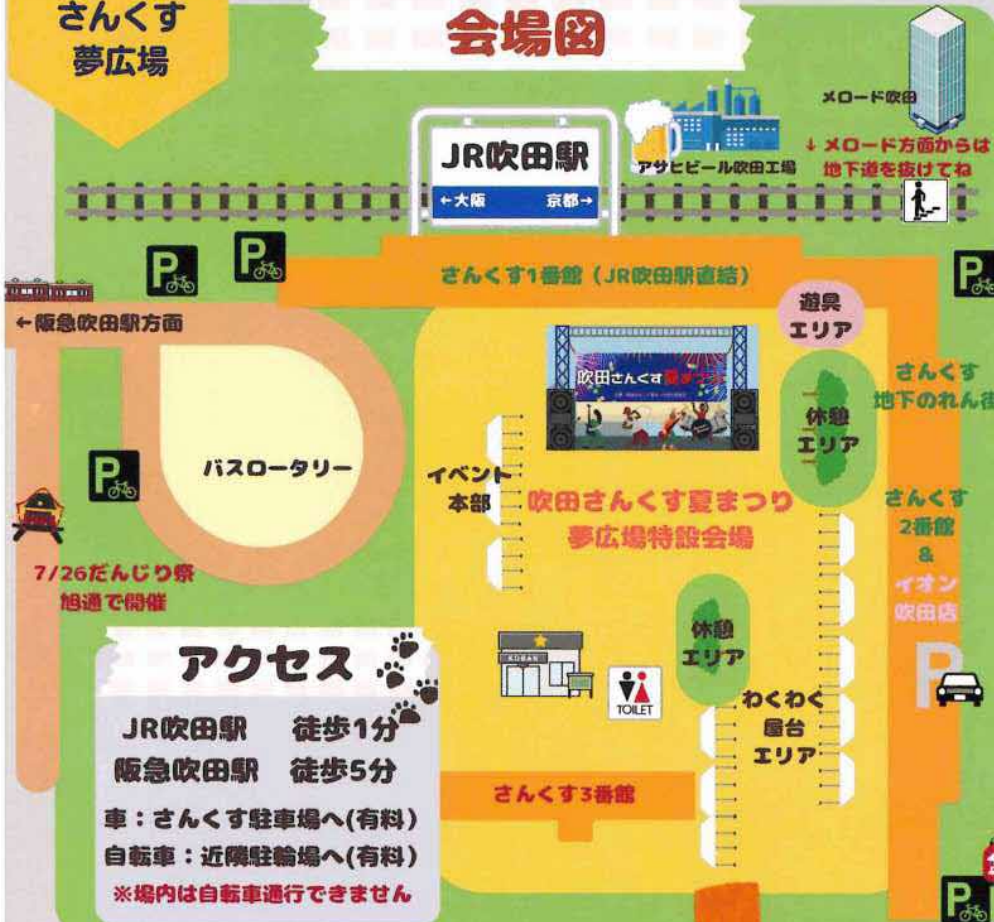 さんくす
夢広場
会場図
メロード吹田
↓メロード方面からは
地下道を抜けてね
アサヒビール吹田工場
JR吹田駅
←大阪 京都→
P
P
P
さんくす1番館（JR吹田駅直結）
←阪急吹田駅方面
遊具
エリア
吹田さんくす夏まつり
休憩
エリア
さんくす
地下のれん街
P
バスロータリー
イベント
本部
吹田さんくす夏まつり
夢広場特設会場
さんくす
2番館
&
イオン
吹田店
P
7/26だんじり祭
旭通で開催
KOBAN
TOILET
休憩
エリア
わくわく
屋台
エリア
さんくす3番館
アクセス
JR吹田駅 徒歩1分
阪急吹田駅 徒歩5分
車：さんくす駐車場へ(有料)
自転車：近隣駐輪場へ(有料)
※場内は自転車通行できません
P